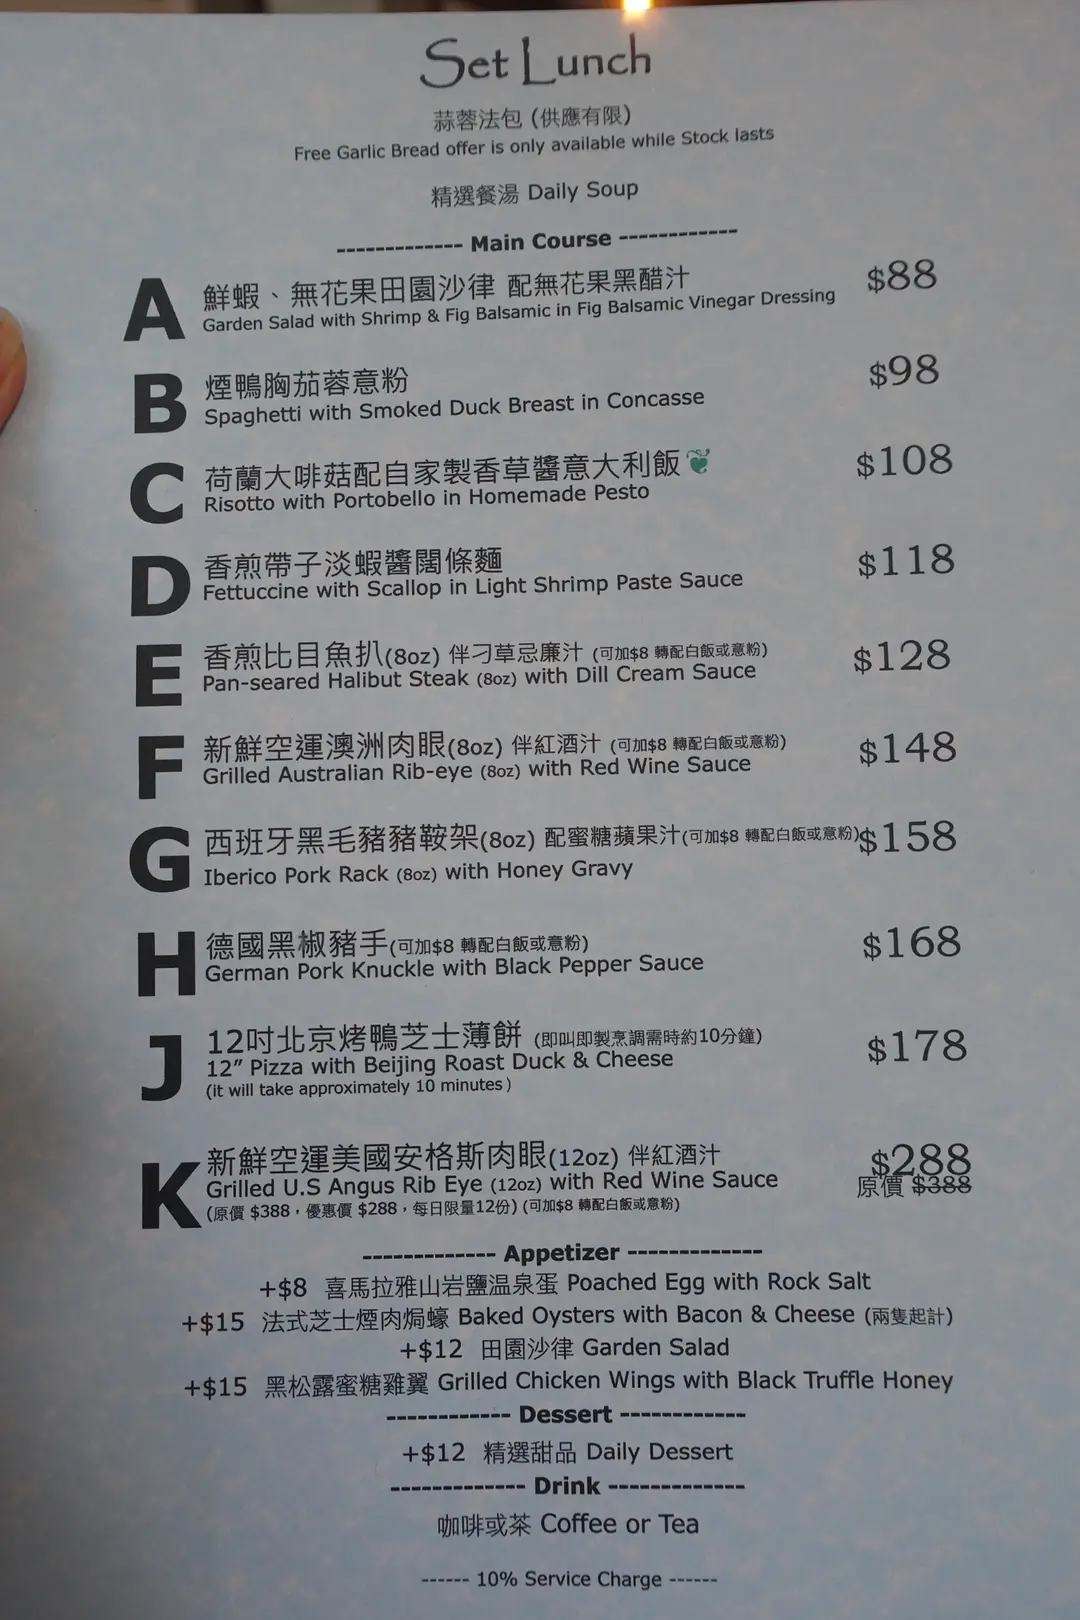 Set Lunch
蒜蓉法包 (供應有限)
Free Garlic Bread offer is only available while Stock lasts
精選餐湯 Daily Soup
------------- Main Course ------------
A 鮮蝦、無花果田園沙律 配無花果黑醋汁 $88
Garden Salad with Shrimp & Fig Balsamic in Fig Balsamic Vinegar Dressing
B 煙鴨胸茄蓉意粉 $98
Spaghetti with Smoked Duck Breast in Concasse
C 荷蘭大啡菇配自家製香草醬意大利飯 $108
Risotto with Portobello in Homemade Pesto
D 香煎帶子淡蝦醬闊條麵 $118
Fettuccine with Scallop in Light Shrimp Paste Sauce
E 香煎比目魚扒(8oz) 伴刁草忌廉汁 (可加$8 轉配白飯或意粉) $128
Pan-seared Halibut Steak (8oz) with Dill Cream Sauce
F 新鮮空運澳洲肉眼(8oz) 伴紅酒汁 (可加$8 轉配白飯或意粉) $148
Grilled Australian Rib-eye (8oz) with Red Wine Sauce
G 西班牙黑毛豬豬鞍架(8oz) 配蜜糖蘋果汁(可加$8 轉配白飯或意粉) $158
Iberico Pork Rack (8oz) with Honey Gravy
H 德國黑椒豬手(可加$8 轉配白飯或意粉) $168
German Pork Knuckle with Black Pepper Sauce
J 12吋北京烤鴨芝士薄餅 (即叫即製烹調需時約10分鐘) $178
12” Pizza with Beijing Roast Duck & Cheese
(it will take approximately 10 minutes)
K 新鮮空運美國安格斯肉眼(12oz) 伴紅酒汁 $288
Grilled U.S Angus Rib Eye (12oz) with Red Wine Sauce 原價 $388
(原價 $388，優惠價 $288，每日限量12份) (可加$8 轉配白飯或意粉)
------------- Appetizer -------------
+$8 喜馬拉雅山岩鹽温泉蛋 Poached Egg with Rock Salt
+$15 法式芝士煙肉焗蠔 Baked Oysters with Bacon & Cheese (兩隻起計)
+$12 田園沙律 Garden Salad
+$15 黑松露蜜糖雞翼 Grilled Chicken Wings with Black Truffle Honey
------------ Dessert ------------
+$12 精選甜品 Daily Dessert
------------- Drink -------------
咖啡或茶 Coffee or Tea
------ 10% Service Charge ------